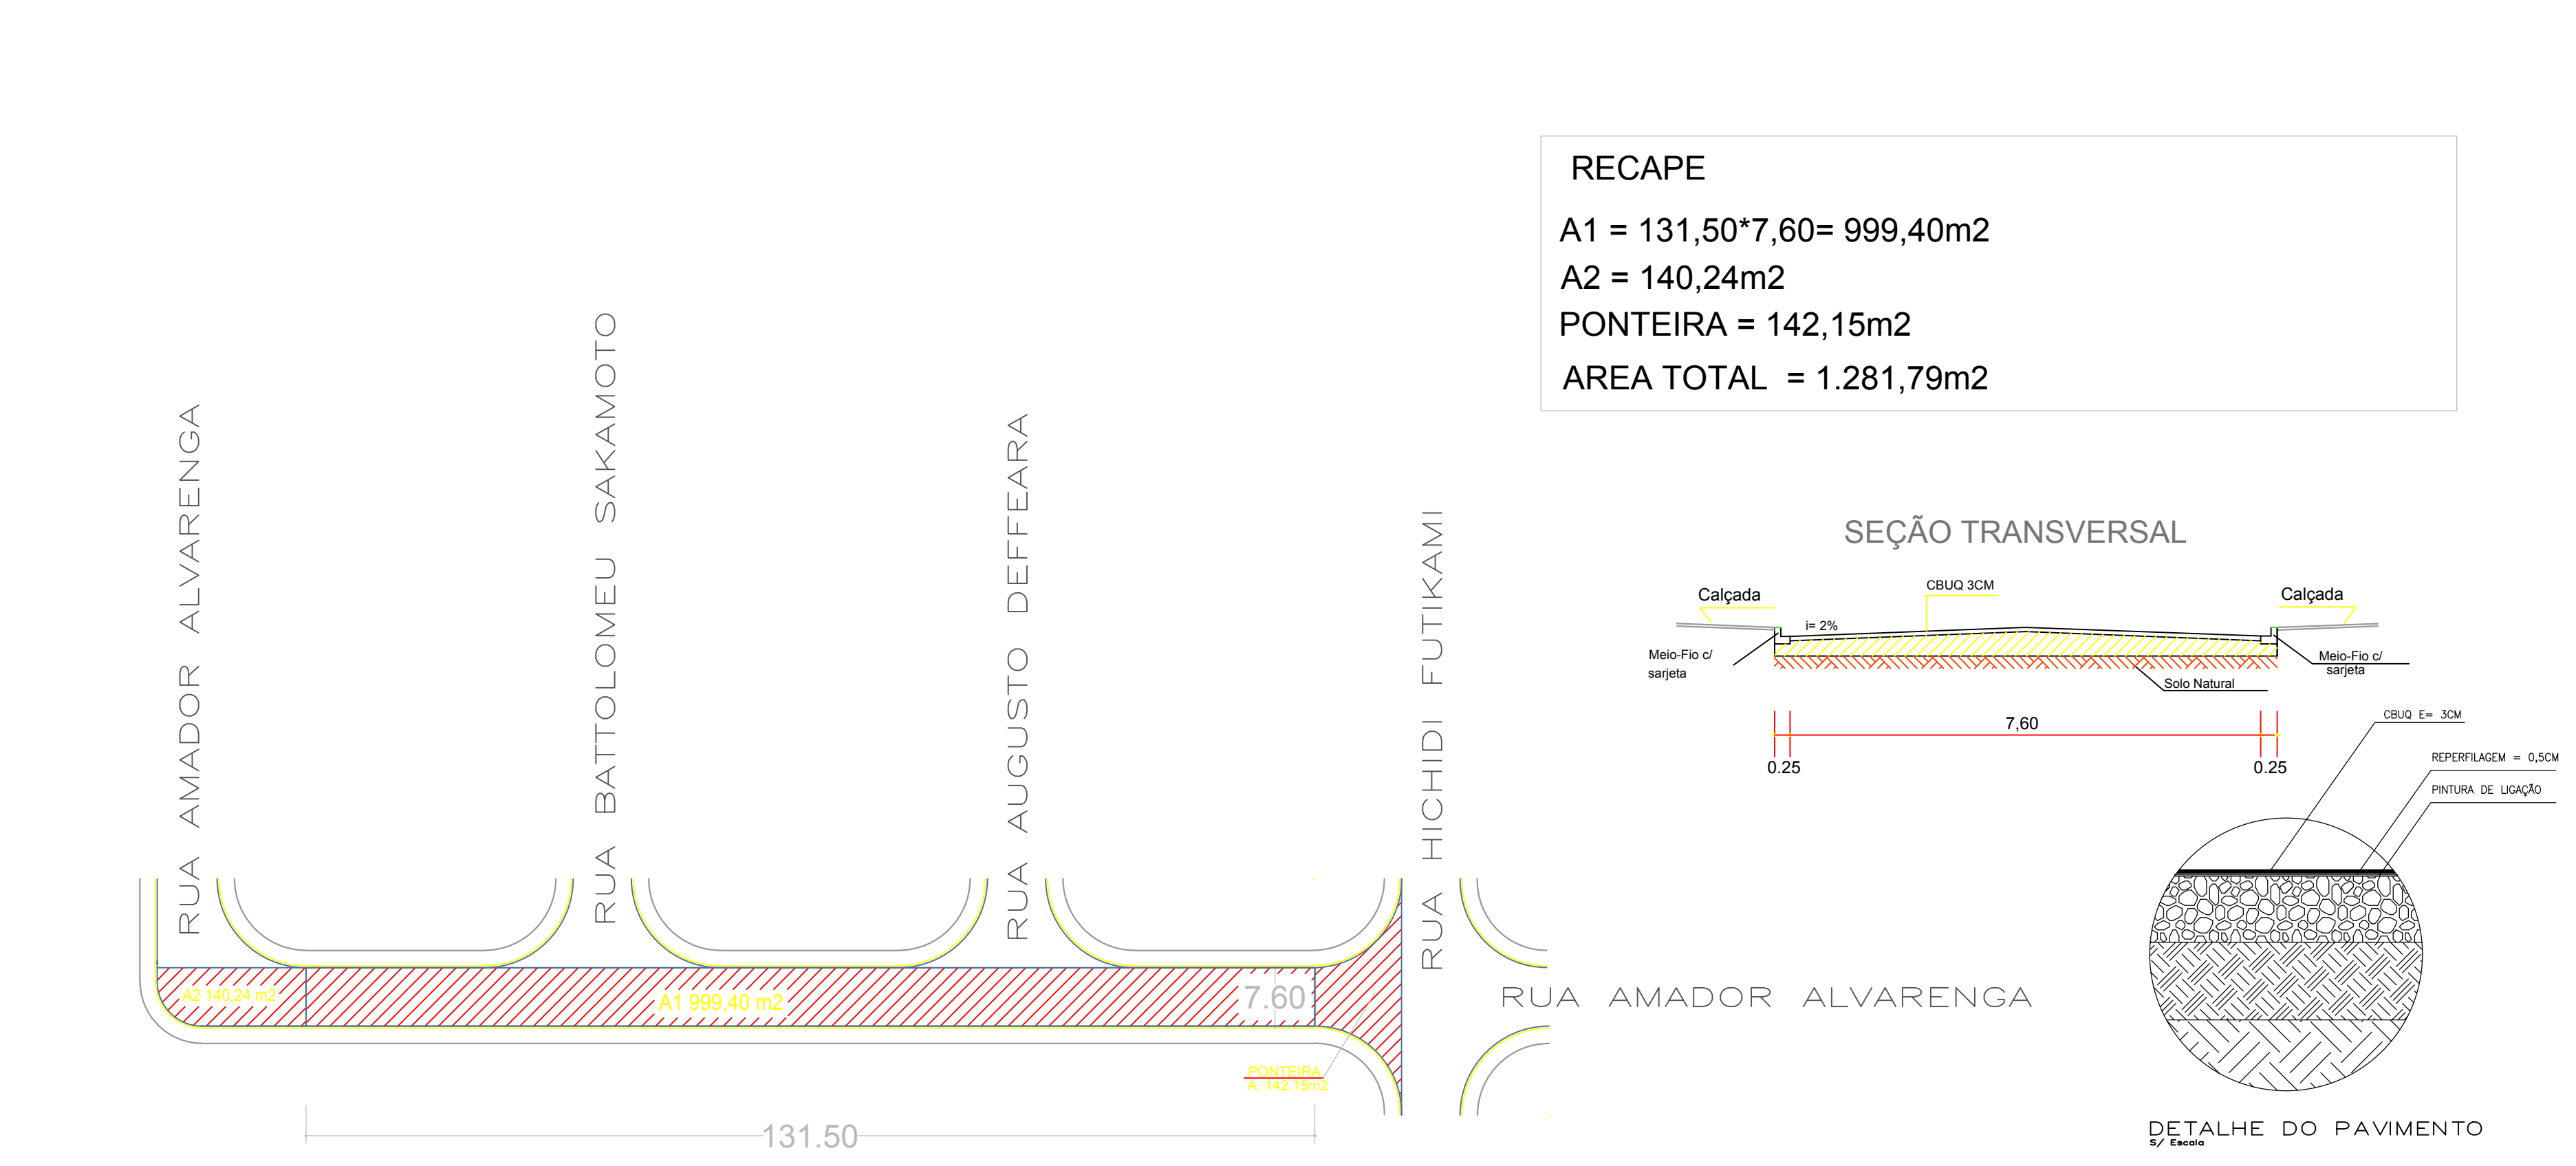 RECAPE
A1 = 131,50*7,60= 999,40m2
A2 = 140,24m2
PONTEIRA = 142,15m2
AREA TOTAL = 1.281,79m2
RUA AMADOR ALVARENGA
RUA BATTOLOMEU SAKAMOTO
RUA AUGUSTO DEFFEARA
RUA HICHIDI FUTIKAMI
SEÇÃO TRANSVERSAL
CBUQ 3CM
Calçada
Calçada
i= 2%
Meio-Fio c/
sarjeta
Meio-Fio c/
sarjeta
Solo Natural
7,60
0.25
0.25
CBUQ E= 3CM
REPERFILAGEM = 0,5CM
PINTURA DE LIGAÇÃO
A2 140,24 m2
A1 999,40 m2
7.60
RUA AMADOR ALVARENGA
PONTEIRA
A. 142,15m2
131.50
DETALHE DO PAVIMENTO
S/ Escala